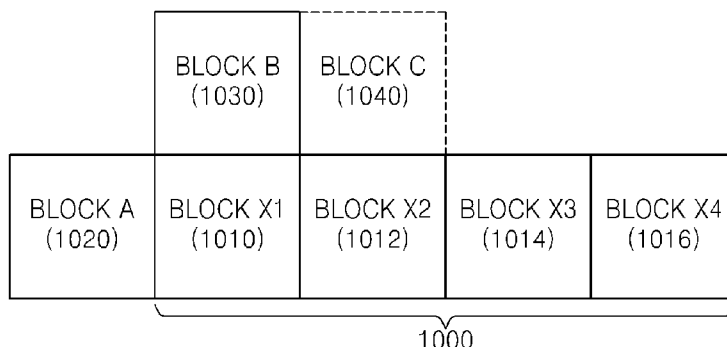 BLOCK B
(1030)
BLOCK C
(1040)
BLOCK A
(1020)
BLOCK X1
(1010)
BLOCK X2
(1012)
BLOCK X3
(1014)
BLOCK X4
(1016)
1000